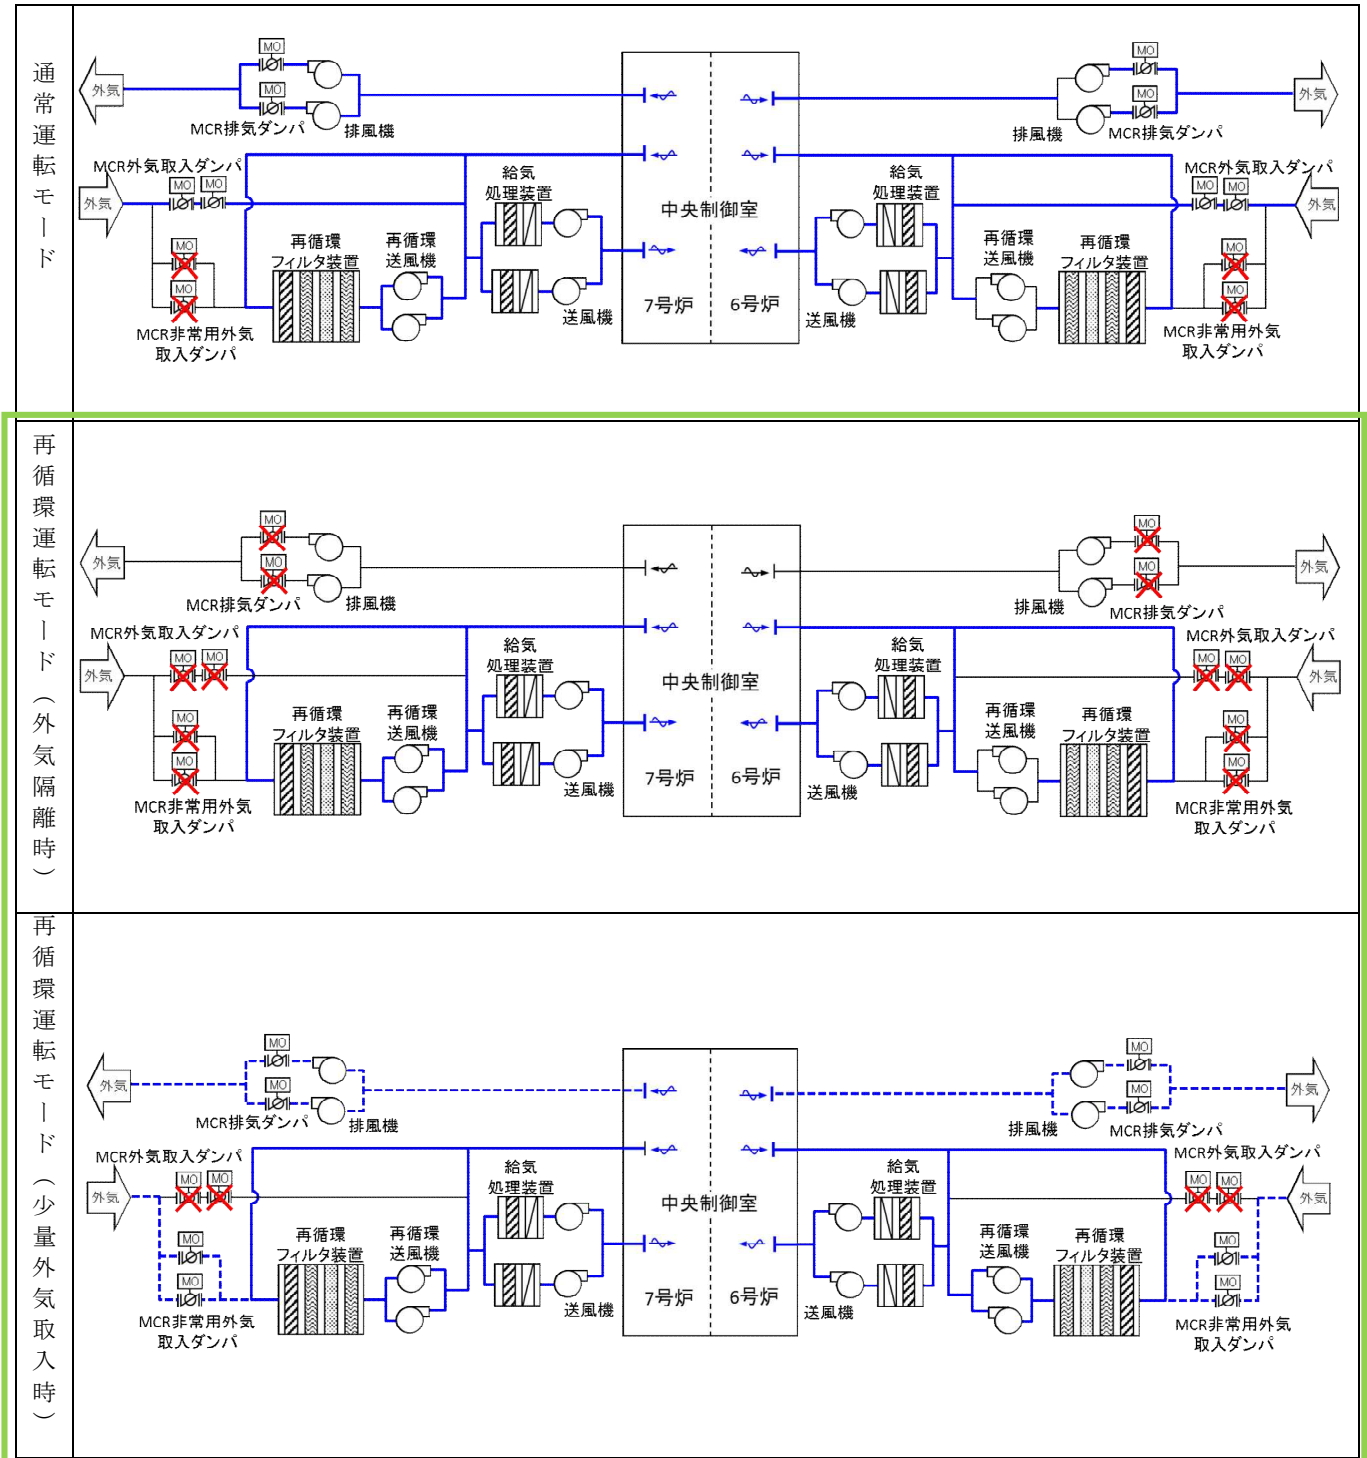 通常運転モード
MO
MO
外気
MCR排気ダンパ
排風機
MCR外気取入ダンパ
MO
MO
外気
MO
MO
MCR非常用外気
取入ダンパ
再循環
フィルタ装置
再循環
送風機
給気
処理装置
送風機
中央制御室
7号炉
6号炉
MO
MO
外気
排風機
MCR排気ダンパ
MCR外気取入ダンパ
MO
MO
外気
給気
処理装置
送風機
再循環
送風機
再循環
フィルタ装置
MO
MO
MCR非常用外気
取入ダンパ
再循環運転モード（外気隔離時）
MO
MO
外気
MCR排気ダンパ
排風機
MCR外気取入ダンパ
MO
MO
外気
MO
MO
MCR非常用外気
取入ダンパ
再循環
フィルタ装置
再循環
送風機
給気
処理装置
送風機
中央制御室
7号炉
6号炉
MO
MO
外気
排風機
MCR排気ダンパ
MCR外気取入ダンパ
MO
MO
外気
給気
処理装置
送風機
再循環
送風機
再循環
フィルタ装置
MO
MO
MCR非常用外気
取入ダンパ
再循環運転モード（少量外気取入時）
MO
MO
外気
MCR排気ダンパ
排風機
MCR外気取入ダンパ
MO
MO
外気
MO
MO
MCR非常用外気
取入ダンパ
再循環
フィルタ装置
再循環
送風機
給気
処理装置
送風機
中央制御室
7号炉
6号炉
MO
MO
外気
排風機
MCR排気ダンパ
MCR外気取入ダンパ
MO
MO
外気
給気
処理装置
送風機
再循環
送風機
再循環
フィルタ装置
MO
MO
MCR非常用外気
取入ダンパ